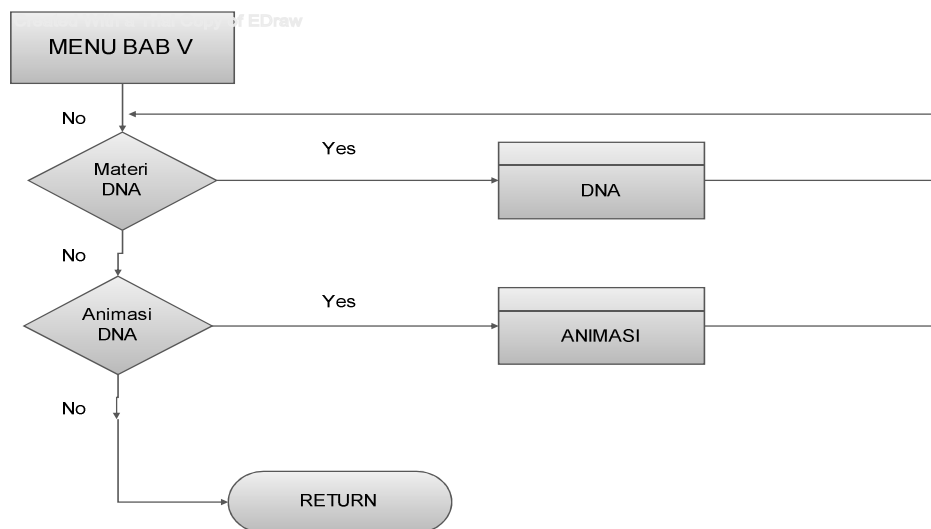 MENU BAB V
No
Yes
Materi
DNA
DNA
No
Yes
Animasi
DNA
ANIMASI
No
RETURN